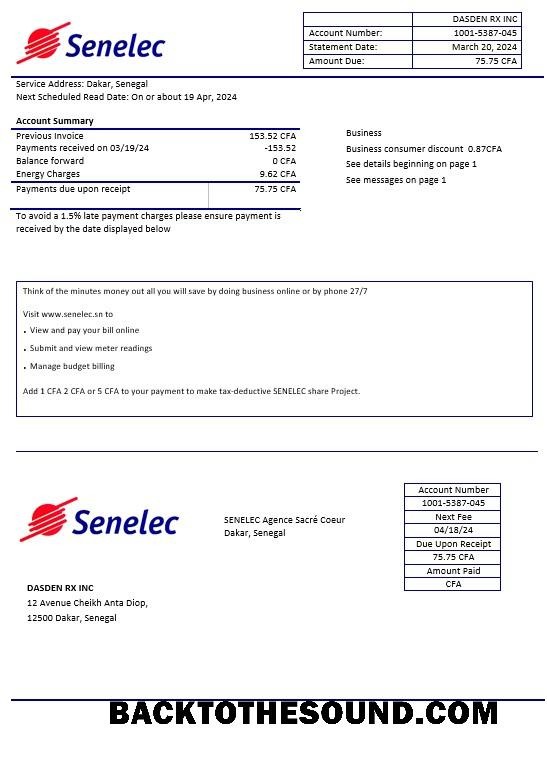 Senelec
DASDEN RX INC
Account Number: 1001-5387-045
Statement Date: March 20, 2024
Amount Due: 75.75 CFA
Service Address: Dakar, Senegal
Next Scheduled Read Date: On or about 19 Apr, 2024
Account Summary
Previous Invoice 153.52 CFA
Payments received on 03/19/24 -153.52
Balance forward 0 CFA
Energy Charges 9.62 CFA
Payments due upon receipt 75.75 CFA
Business
Business consumer discount 0.87CFA
See details beginning on page 1
See messages on page 1
To avoid a 1.5% late payment charges please ensure payment is
received by the date displayed below
Think of the minutes money out all you will save by doing business online or by phone 27/7
Visit www.senelec.sn to
• View and pay your bill online
• Submit and view meter readings
• Manage budget billing
Add 1 CFA 2 CFA or 5 CFA to your payment to make tax-deductive SENELEC share Project.
Senelec
SENELEC Agence Sacré Coeur
Dakar, Senegal
Account Number
1001-5387-045
Next Fee
04/18/24
Due Upon Receipt
75.75 CFA
Amount Paid
CFA
DASDEN RX INC
12 Avenue Cheikh Anta Diop,
12500 Dakar, Senegal
BACKTOTHESOUND.COM